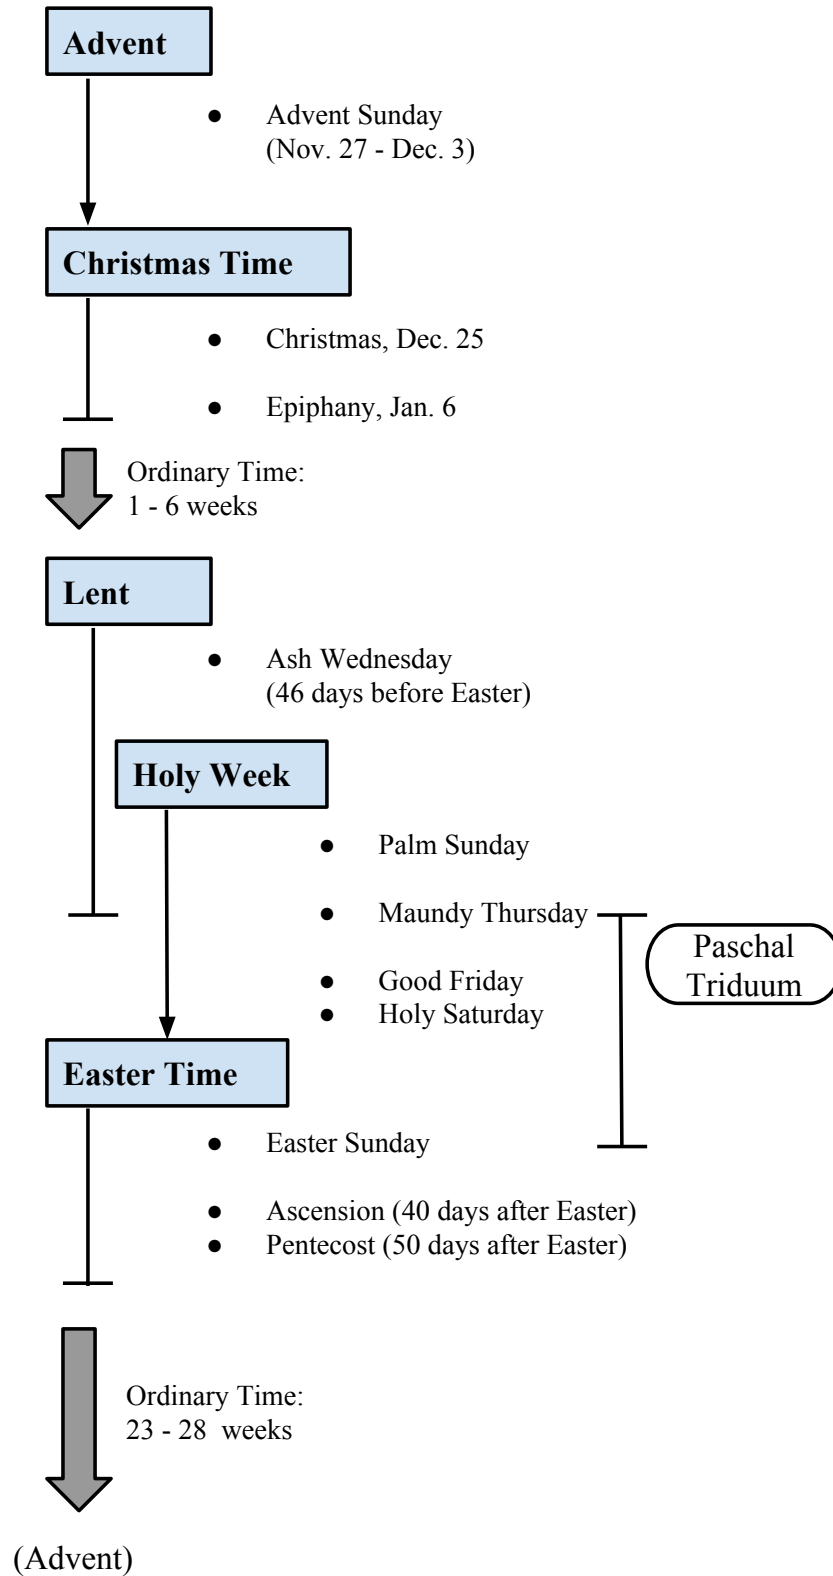 Advent
● Advent Sunday
(Nov. 27 - Dec. 3)
Christmas Time
● Christmas, Dec. 25
● Epiphany, Jan. 6
Ordinary Time:
1 - 6 weeks
Lent
● Ash Wednesday
(46 days before Easter)
Holy Week
● Palm Sunday
● Maundy Thursday
Paschal
Triduum
● Good Friday
● Holy Saturday
Easter Time
● Easter Sunday
● Ascension (40 days after Easter)
● Pentecost (50 days after Easter)
Ordinary Time:
23 - 28  weeks
(Advent)